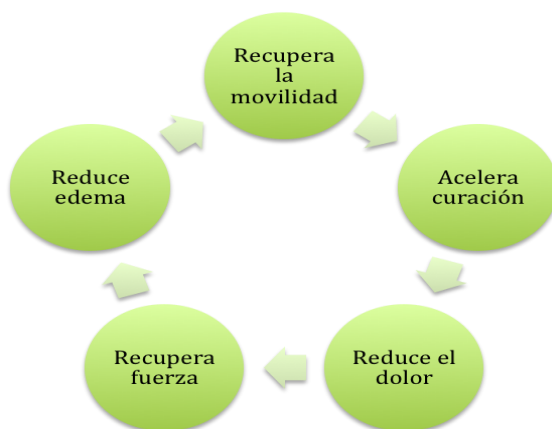 Recupera
la
movilidad
Acelera
curación
Reduce el
dolor
Recupera
fuerza
Reduce
edema